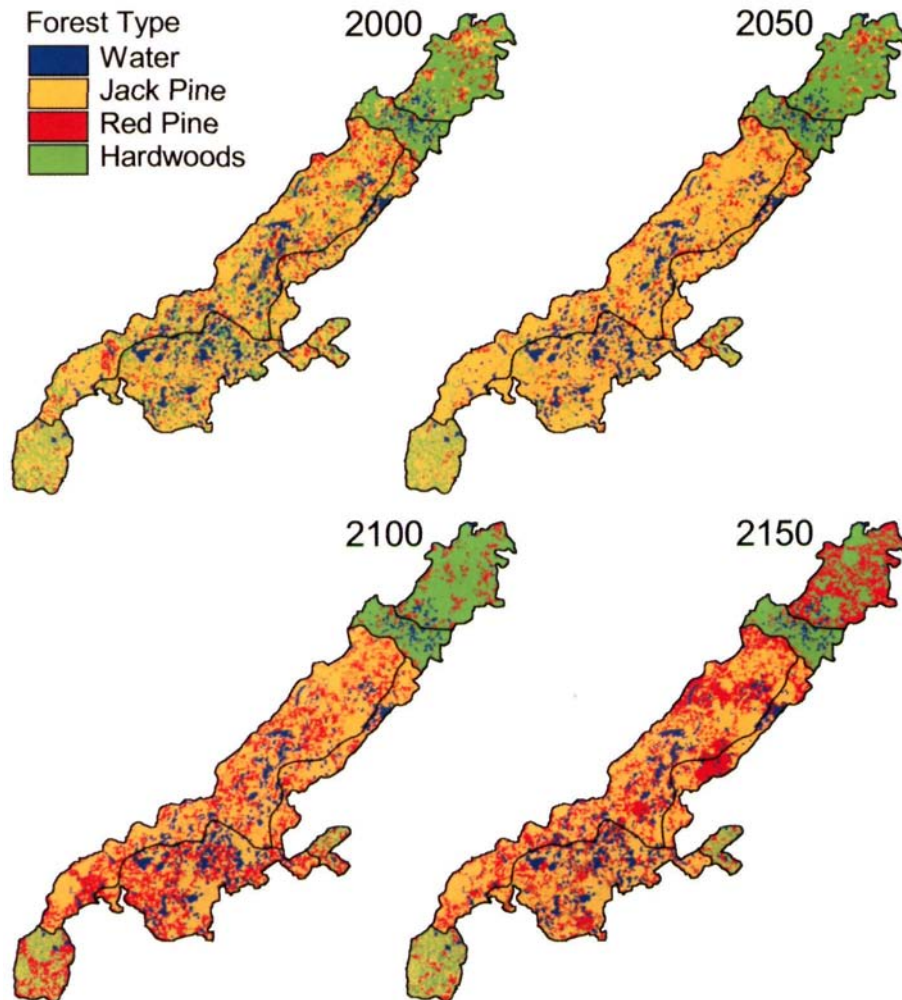 Forest Type
Water
Jack Pine
Red Pine
Hardwoods
2000
2050
2100
2150